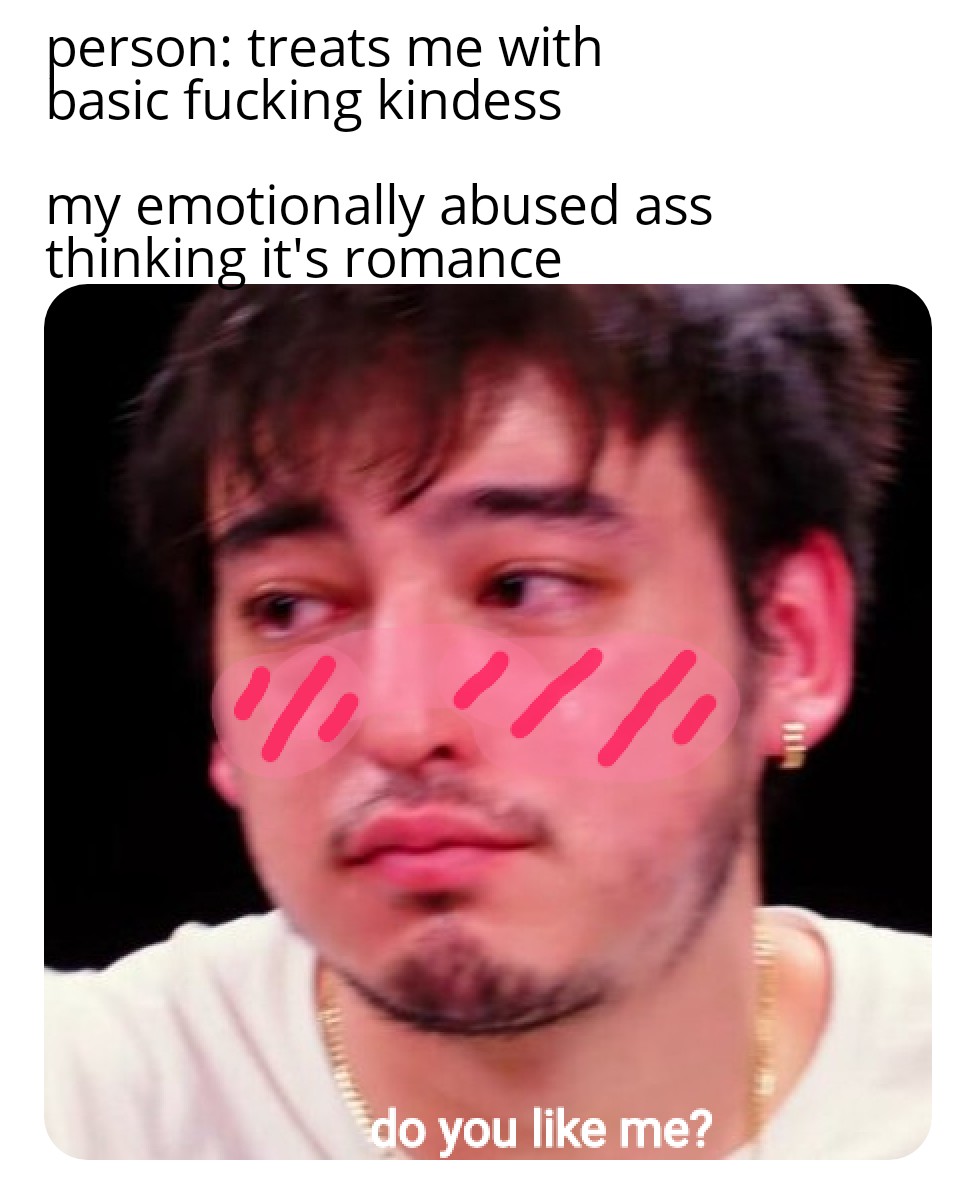 person: treats me with
basic fucking kindess
my emotionally abused ass
thinking it's romance
do you like me?